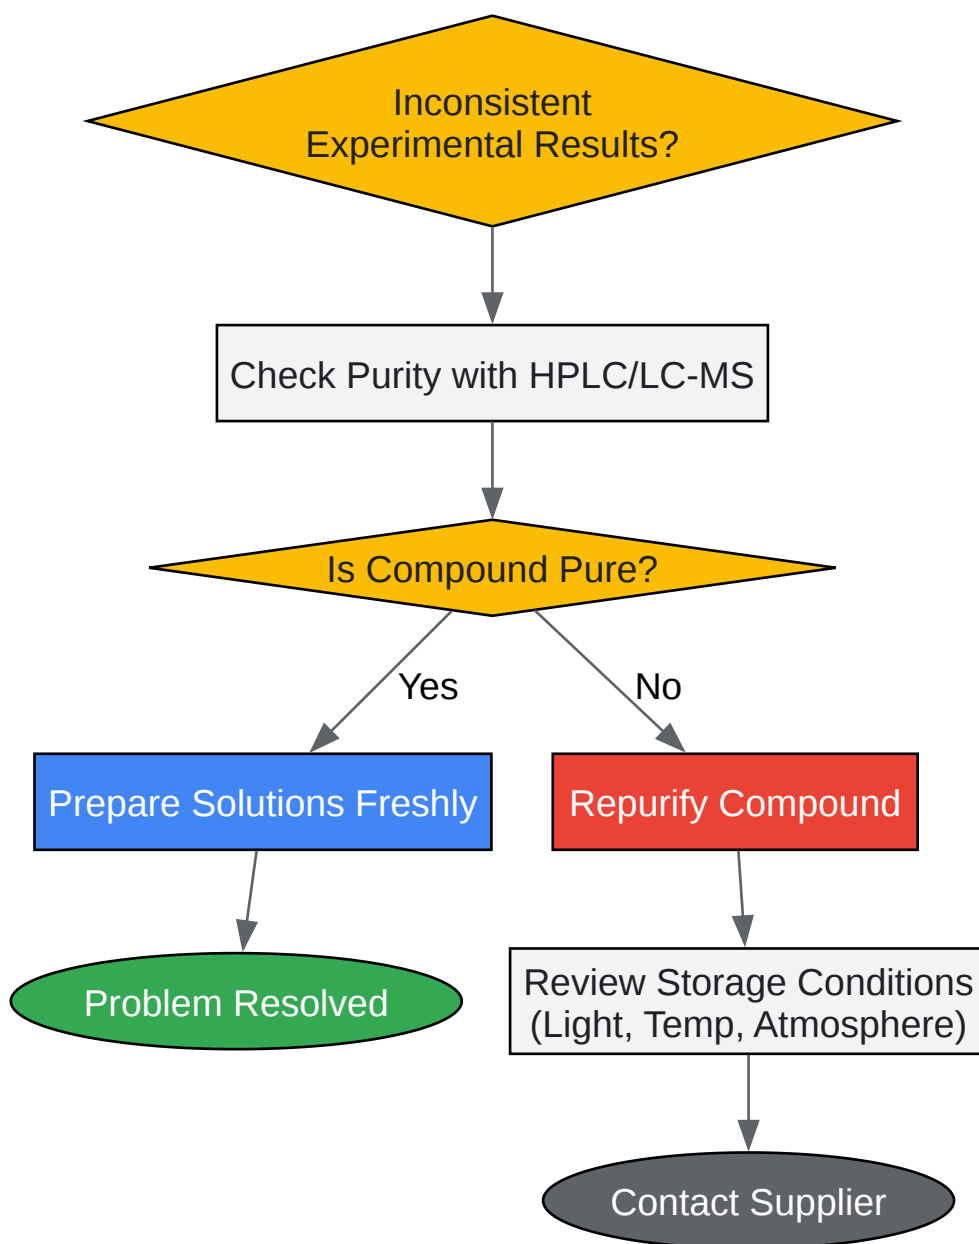 Inconsistent
Experimental Results?
Check Purity with HPLC/LC-MS
Is Compound Pure?
Yes
No
Prepare Solutions Freshly
Repurify Compound
Problem Resolved
Review Storage Conditions
(Light, Temp, Atmosphere)
Contact Supplier